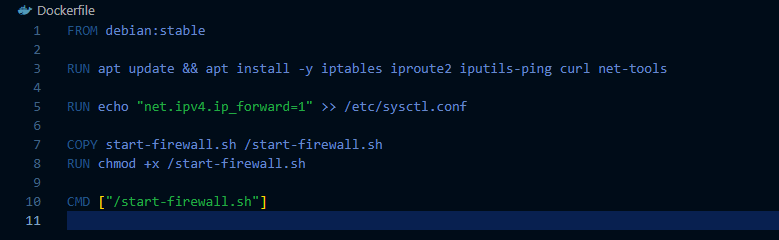 Dockerfile
1 FROM debian:stable
2
3 RUN apt update && apt install -y iptables iproute2 iputils-ping curl net-tools
4
5 RUN echo "net.ipv4.ip_forward=1" >> /etc/sysctl.conf
6
7 COPY start-firewall.sh /start-firewall.sh
8 RUN chmod +x /start-firewall.sh
9
10 CMD ["/start-firewall.sh"]
11